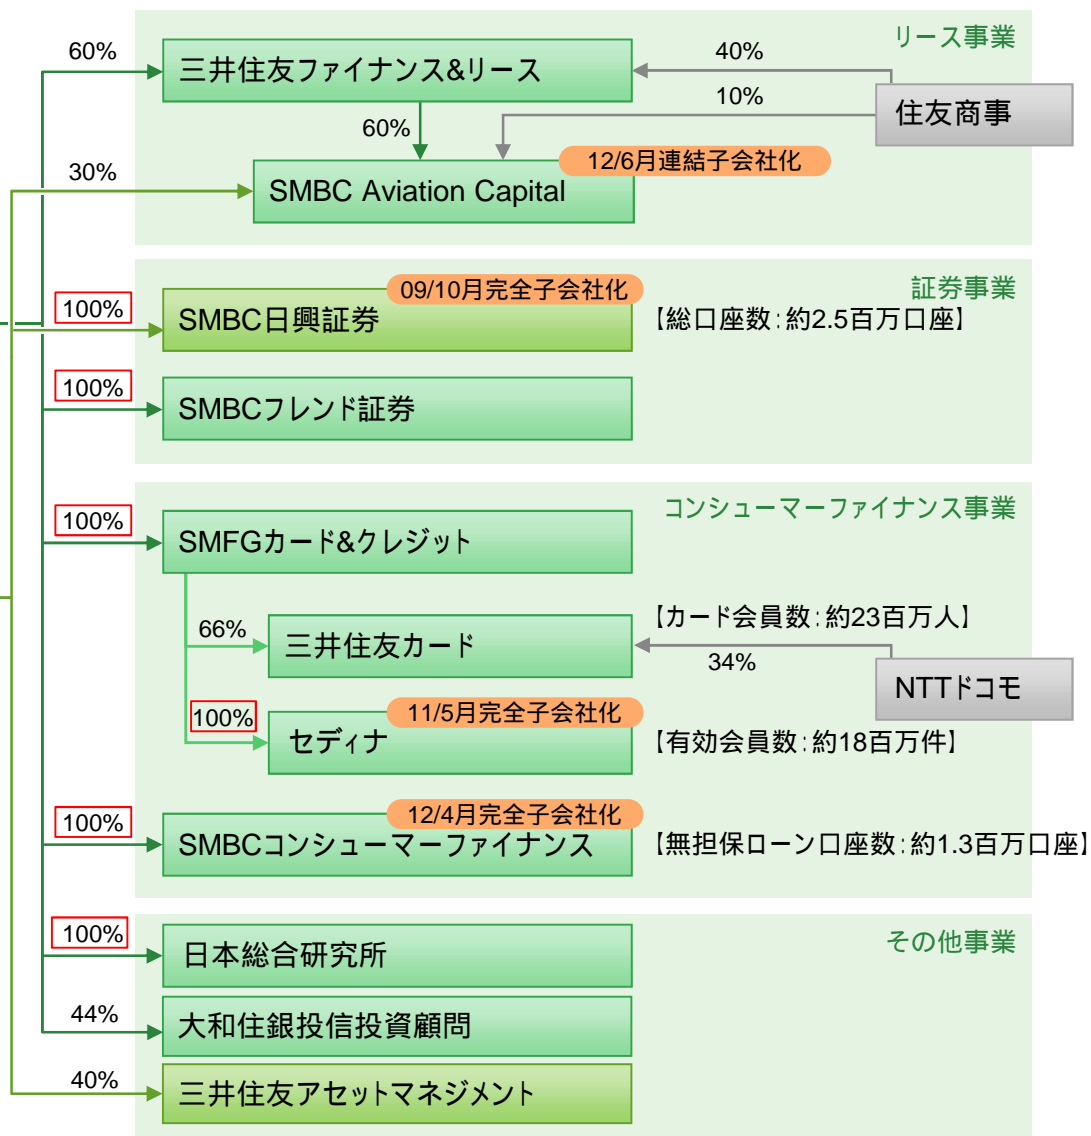 リース事業
60%
三井住友ファイナンス&リース
40%
10%
住友商事
60%
12/6月連結子会社化
30%
SMBC Aviation Capital
証券事業
09/10月完全子会社化
100%
SMBC日興証券
【総口座数：約2.5百万口座】
100%
SMBCフレンド証券
コンシューマーファイナンス事業
100%
SMFGカード&クレジット
【カード会員数：約23百万人】
66%
三井住友カード
34%
NTTドコモ
11/5月完全子会社化
100%
セディナ
【有効会員数：約18百万件】
12/4月完全子会社化
100%
SMBCコンシューマーファイナンス
【無担保ローン口座数：約1.3百万口座】
その他事業
100%
日本総合研究所
44%
大和住銀投信投資顧問
40%
三井住友アセットマネジメント